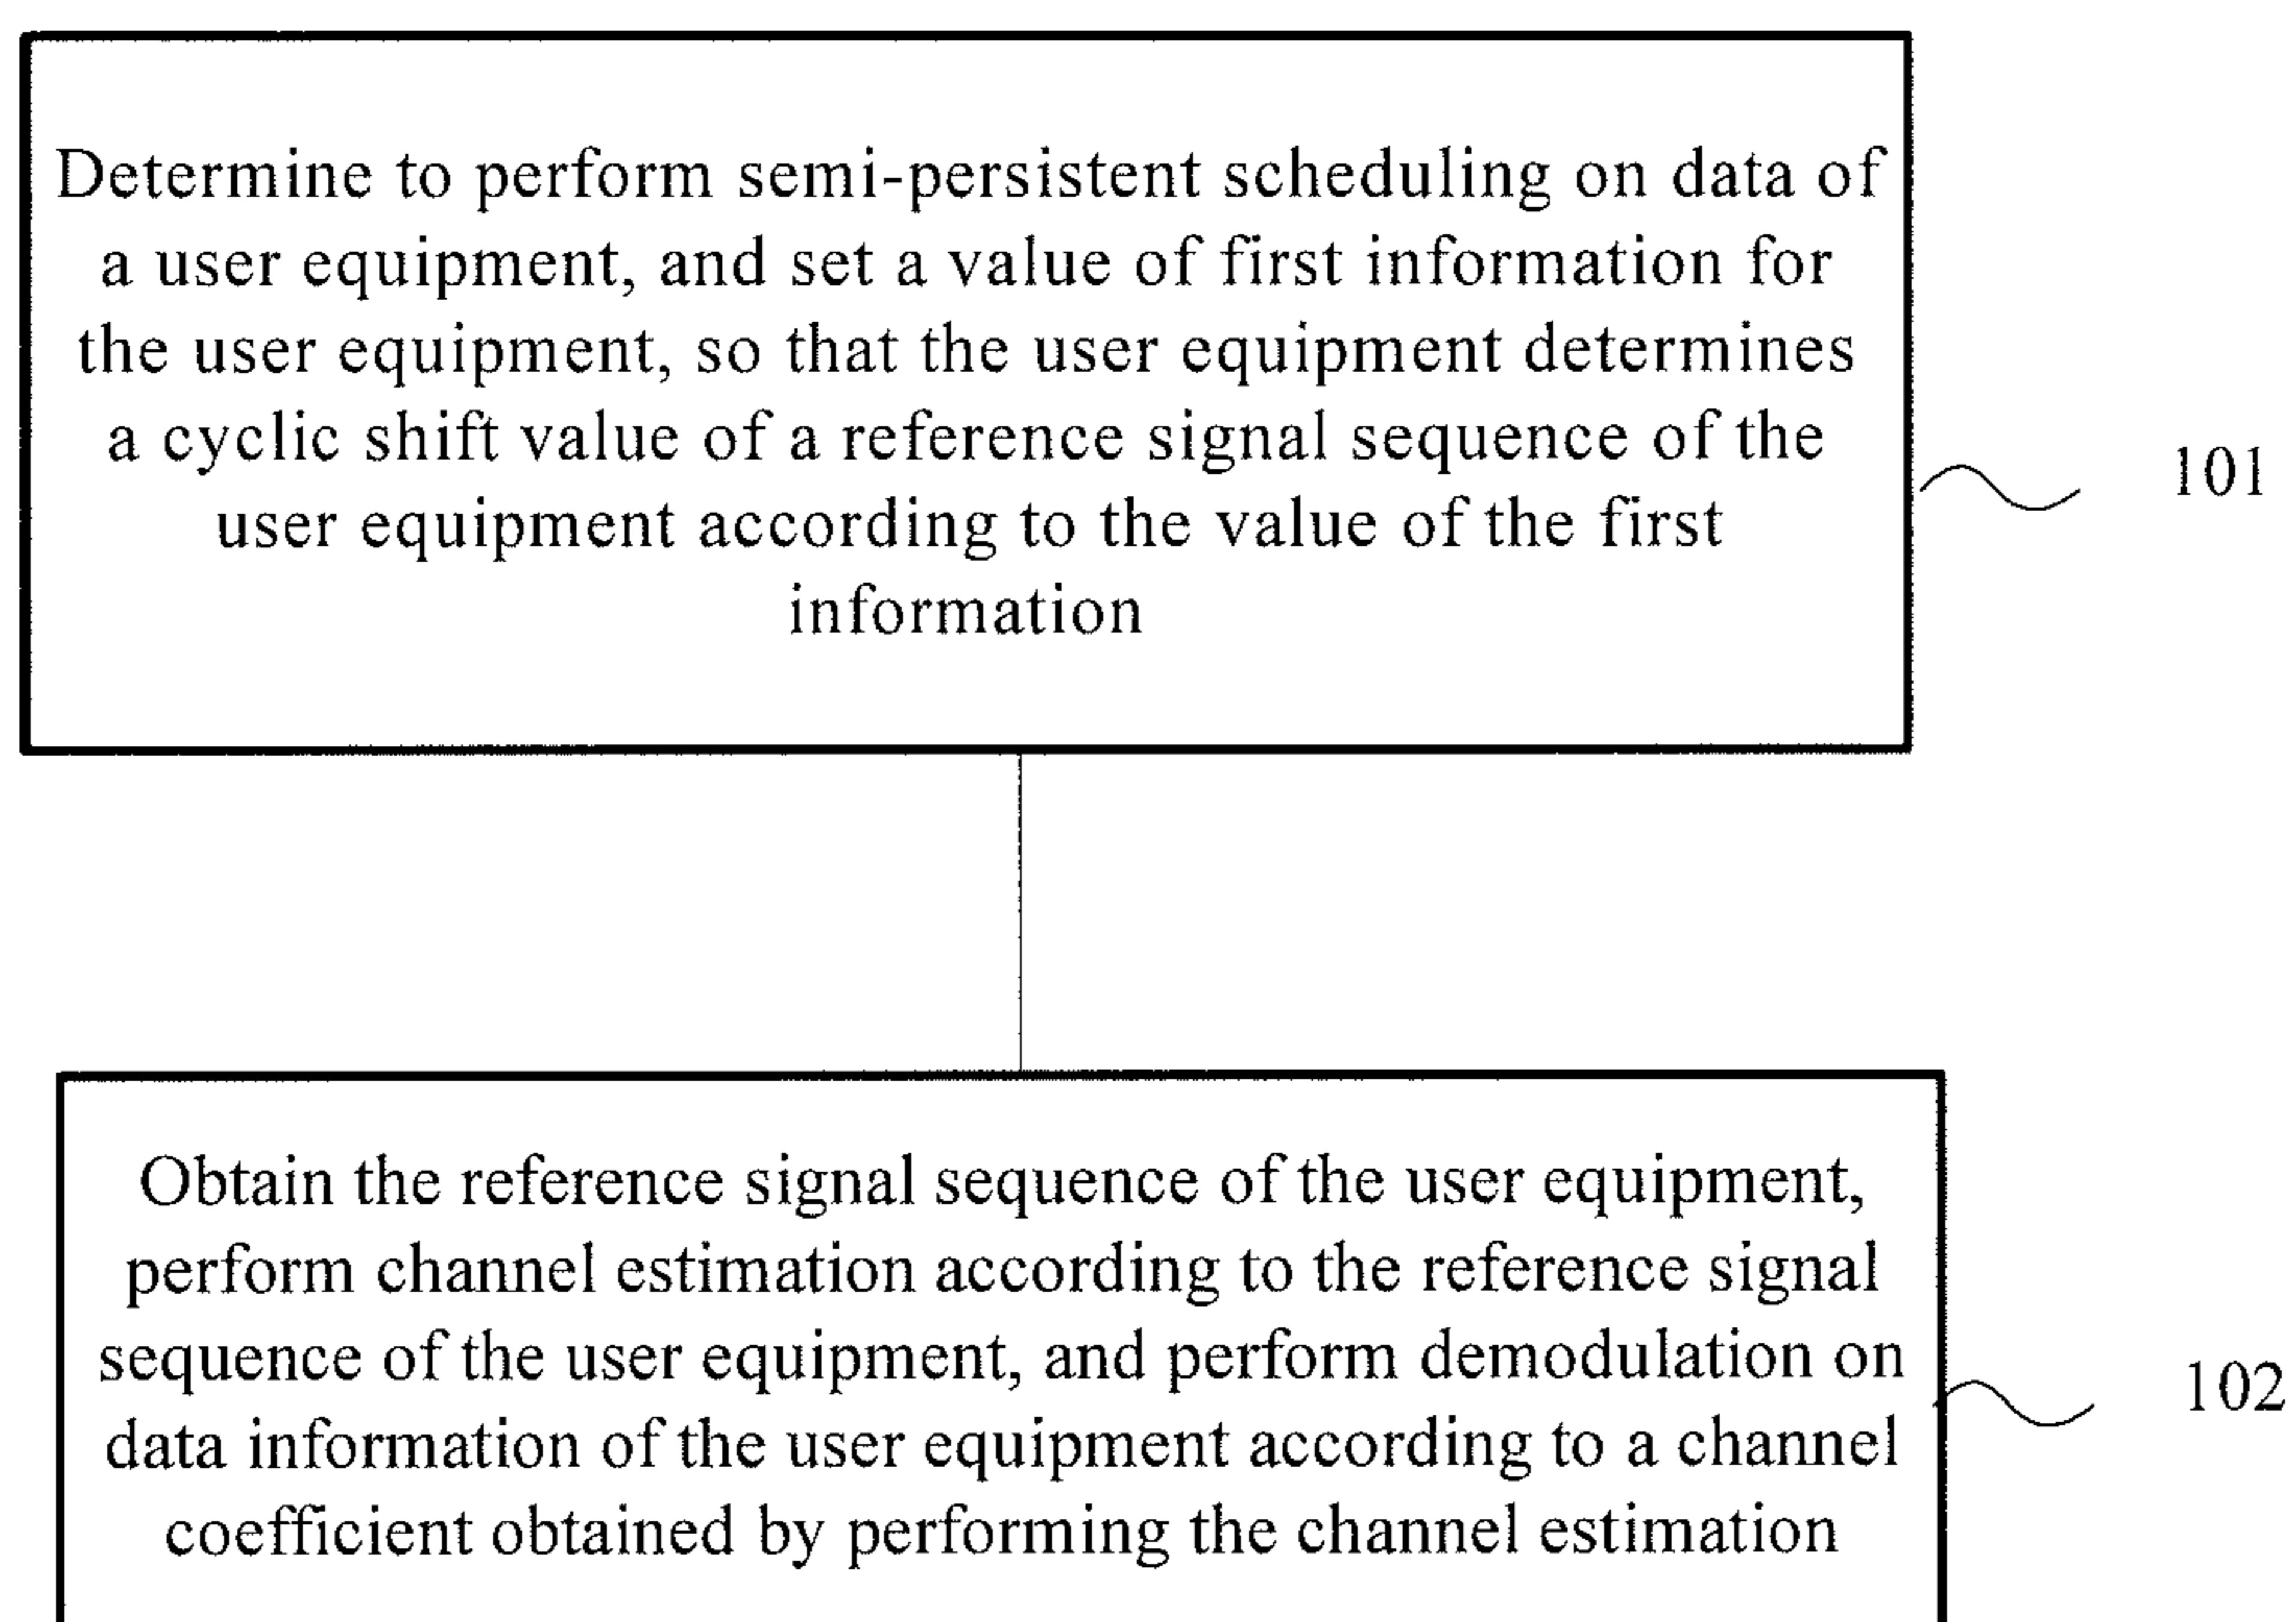 Determine to perform semi-persistent scheduling on data of
a user equipment, and set a value of first information for
the user equipment, so that the user equipment determines
a cyclic shift value of a reference signal sequence of the
user equipment according to the value of the first
information
101
Obtain the reference signal sequence of the user equipment,
perform channel estimation according to the reference signal
sequence of the user equipment, and perform demodulation on
data information of the user equipment according to a channel
coefficient obtained by performing the channel estimation
102